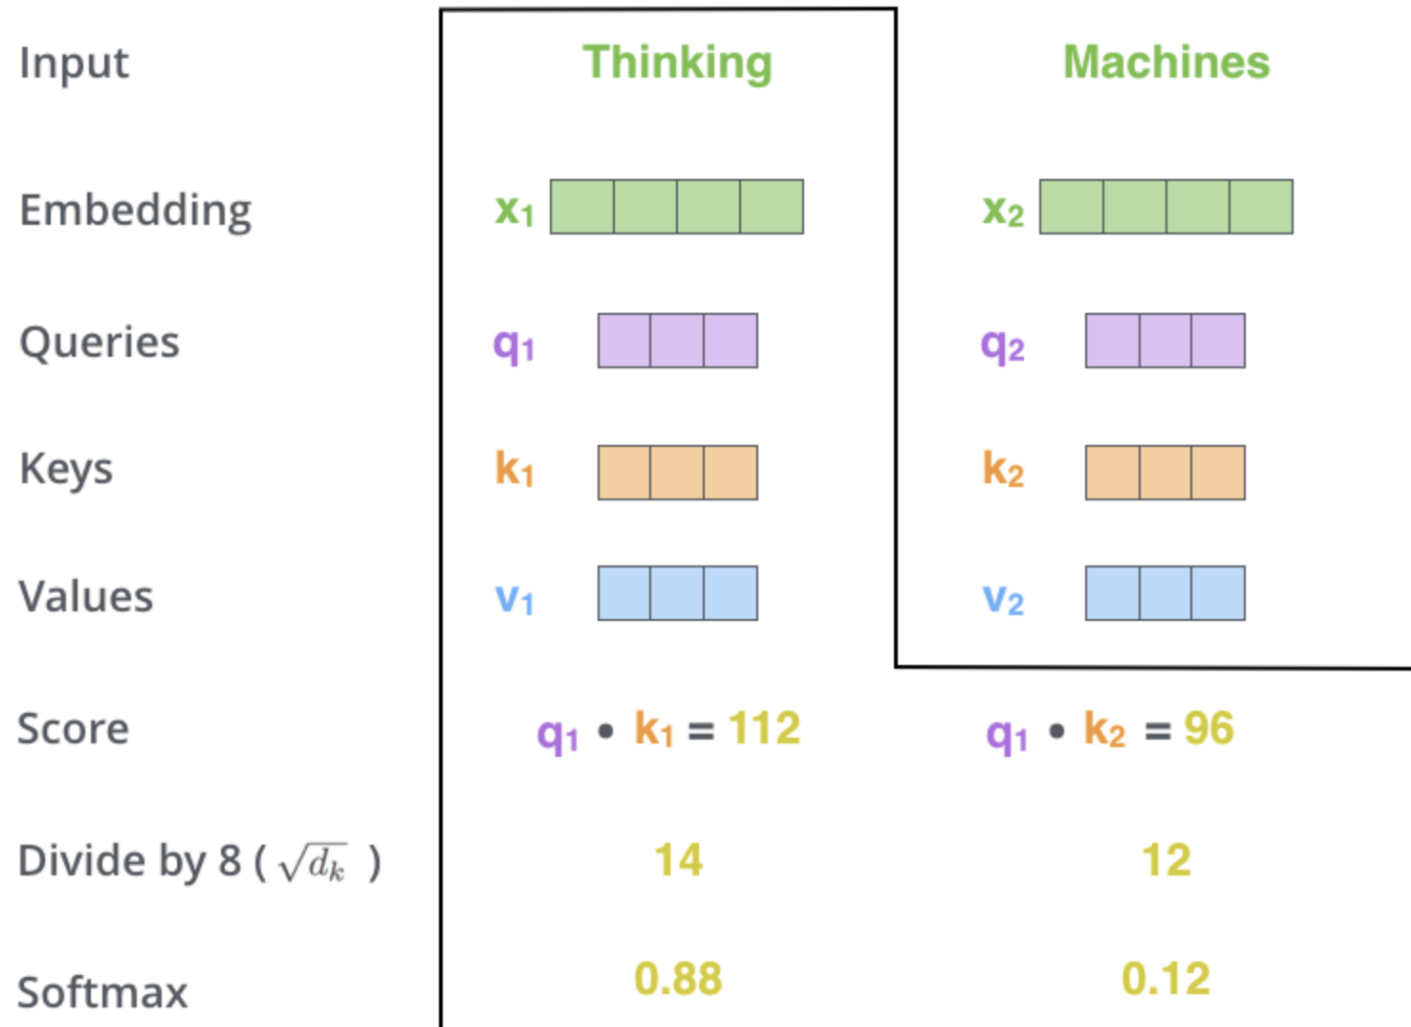 Input Thinking Machines
Embedding x₁ x₂
Queries q₁ q₂
Keys k₁ k₂
Values v₁ v₂
Score q₁ • k₁ = 112 q₁ • k₂ = 96
Divide by 8 ( √dₖ ) 14 12
Softmax 0.88 0.12